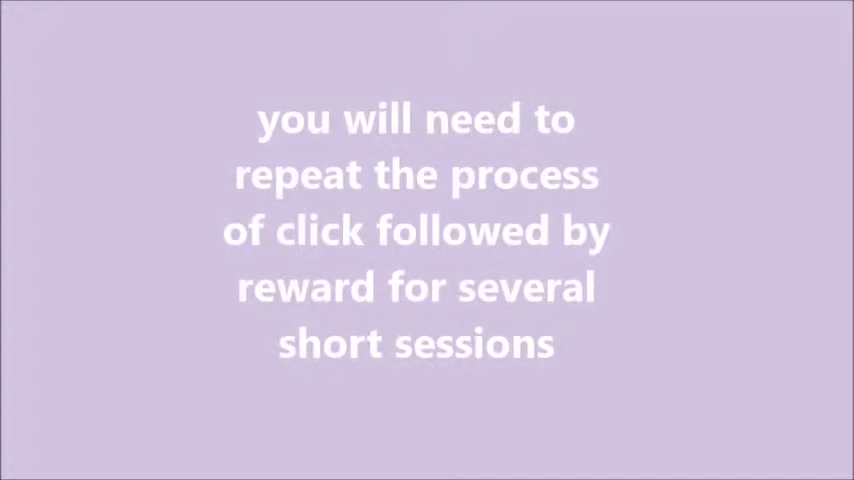 you will need to
repeat the process
of click followed by
reward for several
short sessions